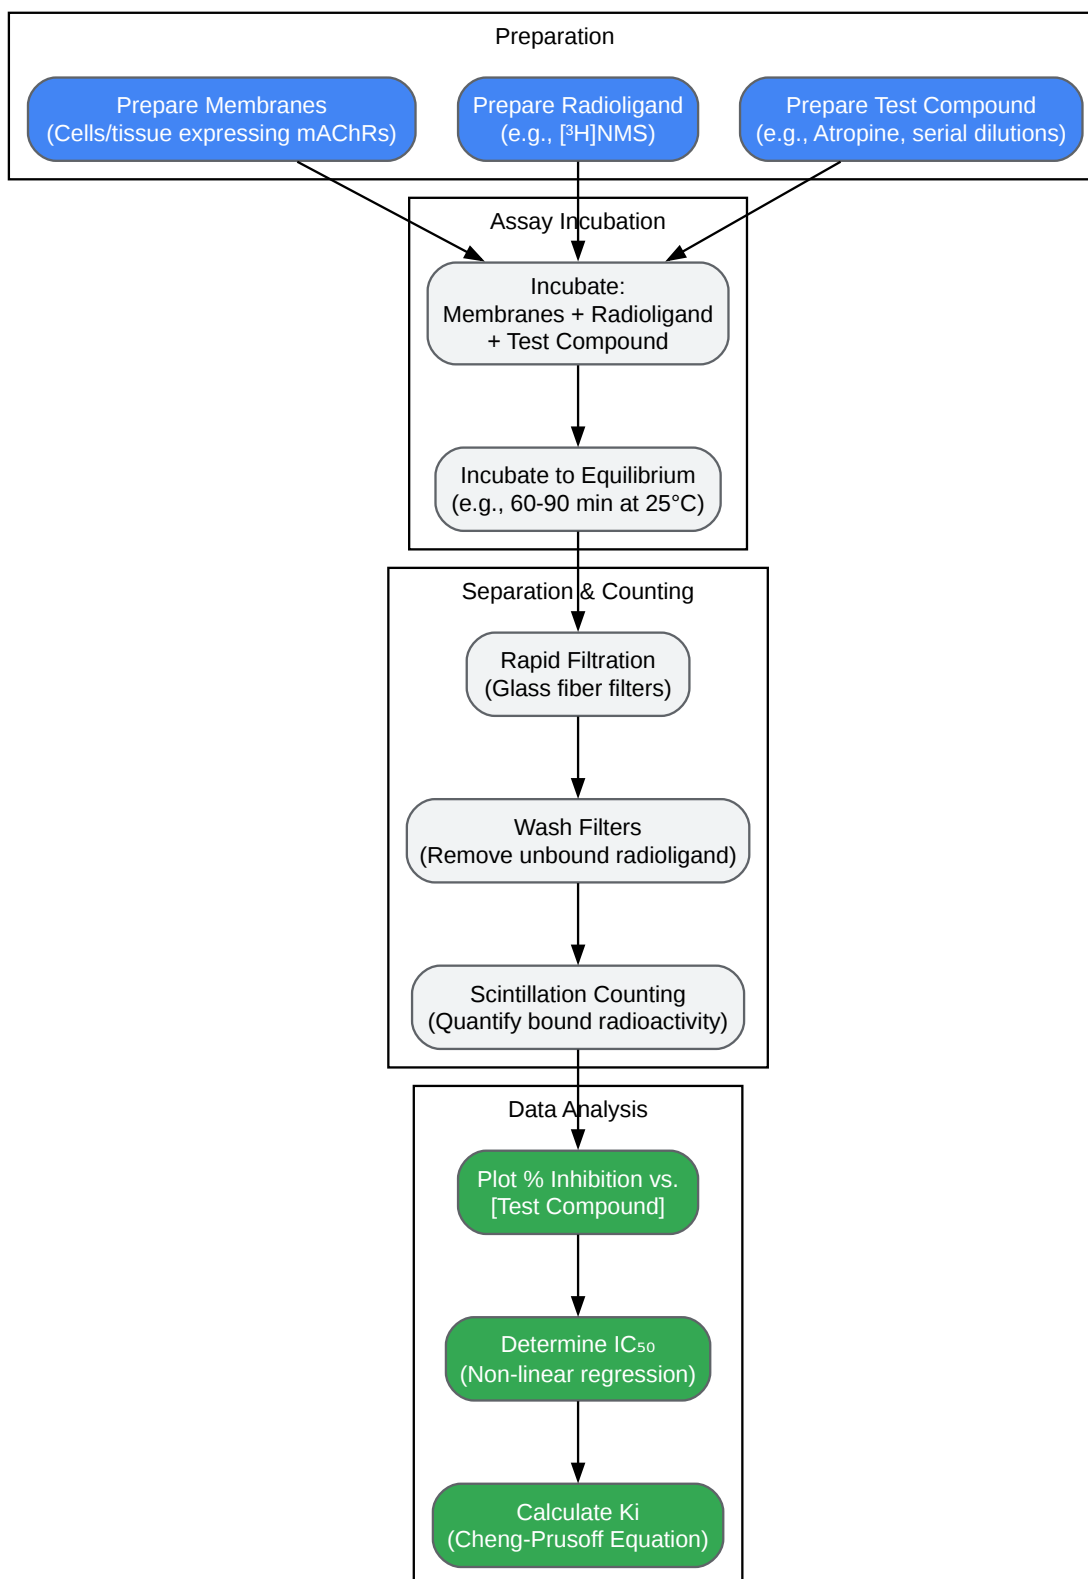 Preparation
Prepare Membranes
(Cells/tissue expressing mAChRs)
Prepare Radioligand
(e.g., [³H]NMS)
Prepare Test Compound
(e.g., Atropine, serial dilutions)
Assay Incubation
Incubate:
Membranes + Radioligand
+ Test Compound
Incubate to Equilibrium
(e.g., 60-90 min at 25°C)
Separation & Counting
Rapid Filtration
(Glass fiber filters)
Wash Filters
(Remove unbound radioligand)
Scintillation Counting
(Quantify bound radioactivity)
Data Analysis
Plot % Inhibition vs.
[Test Compound]
Determine IC₅₀
(Non-linear regression)
Calculate Ki
(Cheng-Prusoff Equation)